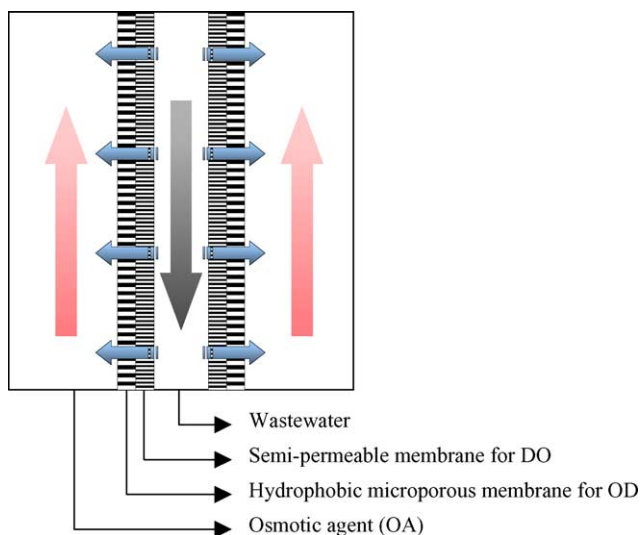 Wastewater
Semi-permeable membrane for DO
Hydrophobic microporous membrane for OD
Osmotic agent (OA)